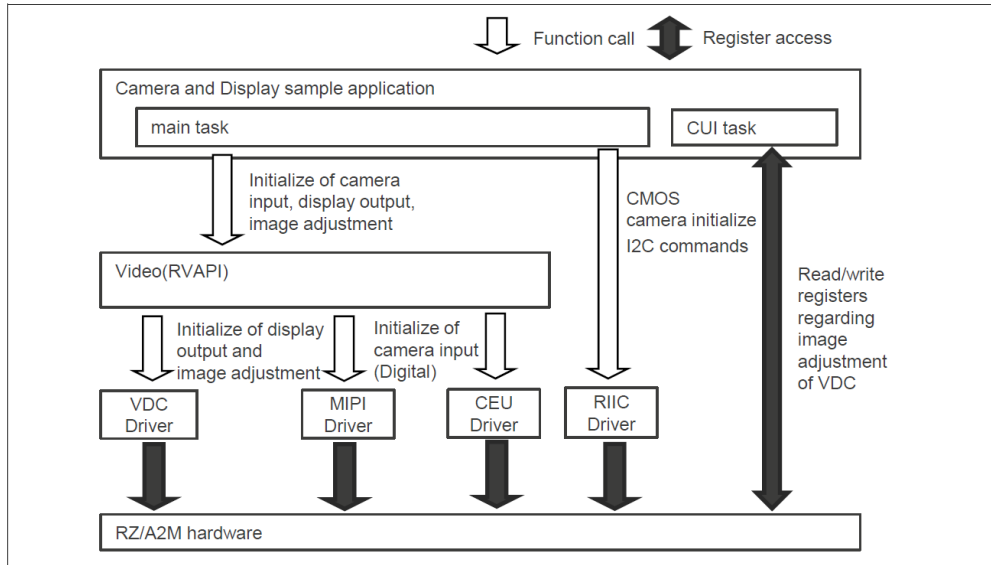 Function call
Register access
Camera and Display sample application
main task
CUI task
Initialize of camera
input, display output,
image adjustment
CMOS
camera initialize
I2C commands
Video(RVAPI)
Read/write
registers
regarding
image
adjustment
of VDC
Initialize of display
output and
image adjustment
Initialize of
camera input
(Digital)
VDC
Driver
MIPI
Driver
CEU
Driver
RIIC
Driver
RZ/A2M hardware